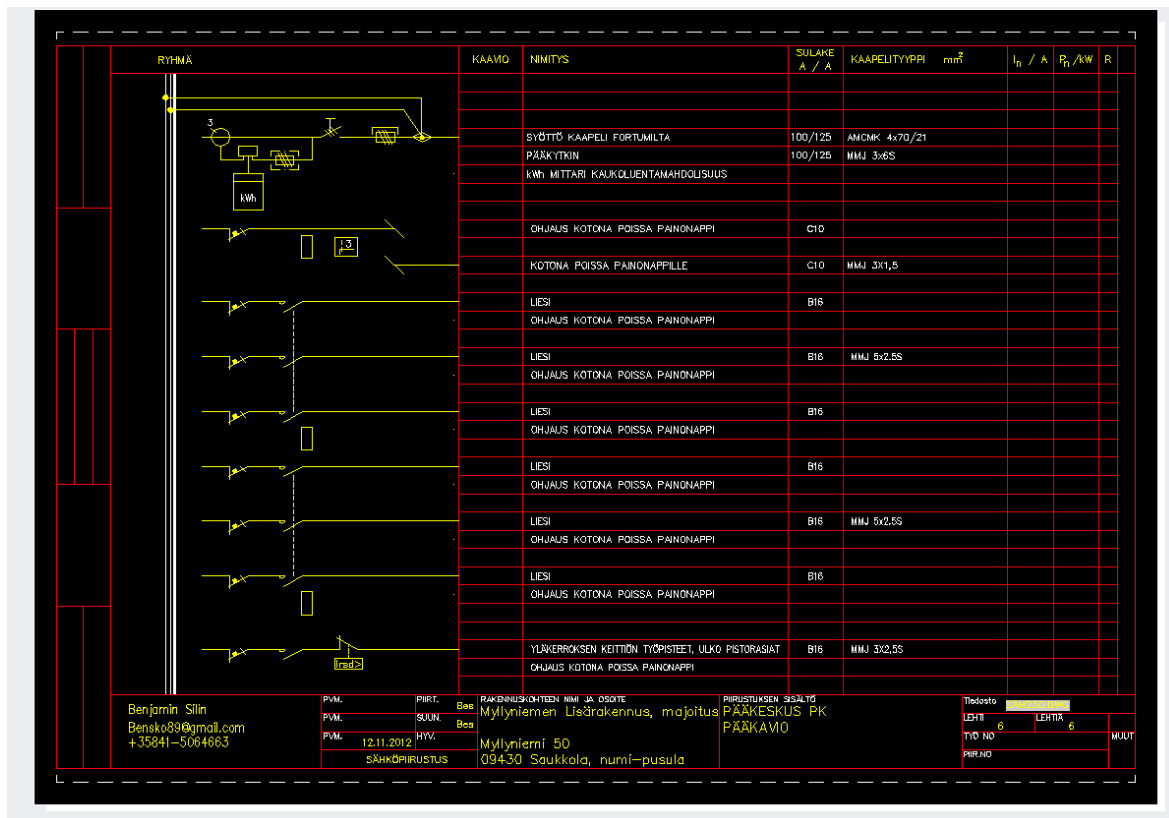 RYHMÄ KAAVIO NIMITYS SULAKE A / A KAAPELITYYPPI mm² In / A Pn /kW R
3
SYÖTTÖ KAAPELI FORTUMILTA 100/125 AMCMK 4x70/21
PÄÄKYTKIN 100/125 MMJ 3x6S
kWh MITTARI KAUKOLUENTAMAHDOLISUUS
kWh
OHJAUS KOTONA POISSA PAINONAPPI C10
3
KOTONA POISSA PAINONAPPILLE C10 MMJ 3X1,5
LIESI B16
OHJAUS KOTONA POISSA PAINONAPPI
LIESI B16 MMJ 5x2.5S
OHJAUS KOTONA POISSA PAINONAPPI
LIESI B16
OHJAUS KOTONA POISSA PAINONAPPI
LIESI B16
OHJAUS KOTONA POISSA PAINONAPPI
LIESI B16 MMJ 5x2.5S
OHJAUS KOTONA POISSA PAINONAPPI
LIESI B16
OHJAUS KOTONA POISSA PAINONAPPI
YLÄKERROKSEN KEITTIÖN TYÖPISTEET, ULKO PISTORASIAT B16 MMJ 3X2,5S
OHJAUS KOTONA POISSA PAINONAPPI
Irsd>
Benjamin Silin
Bensko89@gmail.com
+35841-5064663
PVM. PIIRT. Bes
PVM. SUUN. Bes
PVM. 12.11.2012 HYV.
SÄHKÖPIIRUSTUS
RAKENNUSKOHTEEN NIMI JA OSOITE
Myllyniemen Lisärakennus, majoitus
Myllyniemi 50
09430 Saukkola, numi-pusula
PIIRUSTUKSEN SISÄLTÖ
PÄÄKESKUS PK
PÄÄKAVIO
Tiedosto
LEHTI 6 LEHTIÄ 6
TYÖ NO MUUT
PIIR.NO